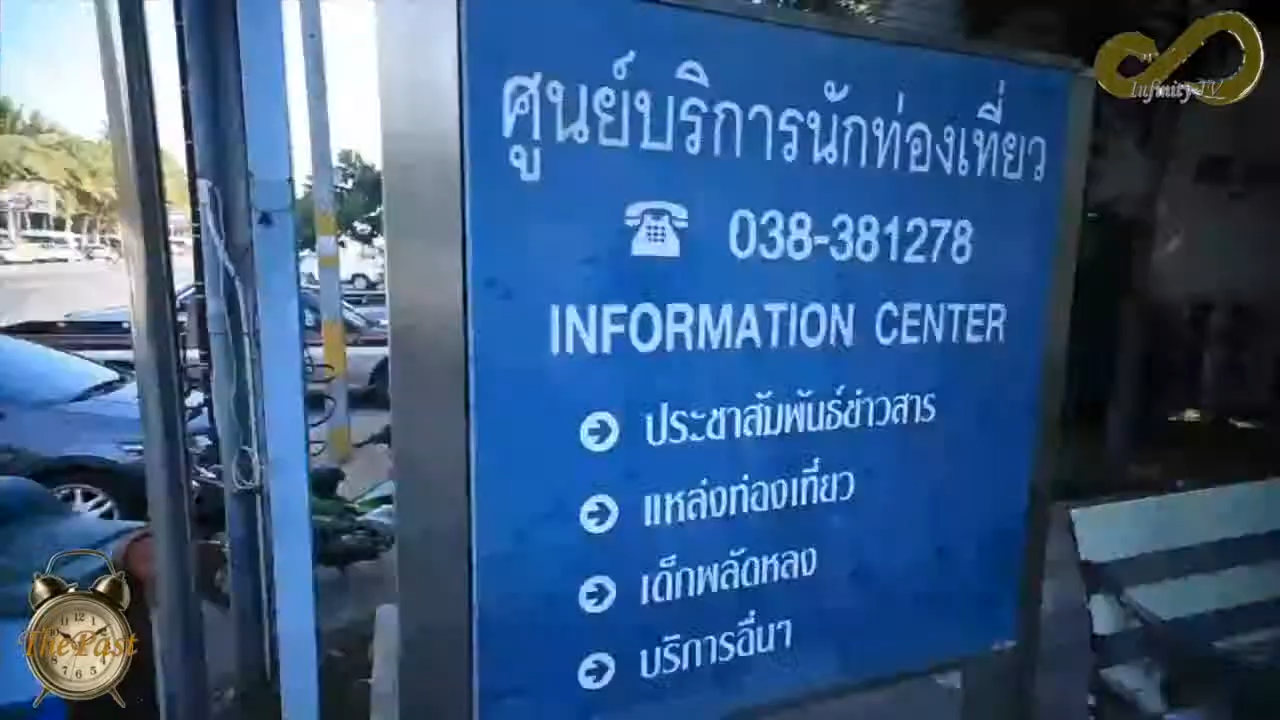 ศูนย์บริการนักท่องเที่ยว
038-381278
INFORMATION CENTER
ประชาสัมพันธ์ข่าวสาร
แหล่งท่องเที่ยว
เด็กพลัดหลง
บริการอื่นๆ
Infinity TV
The Past